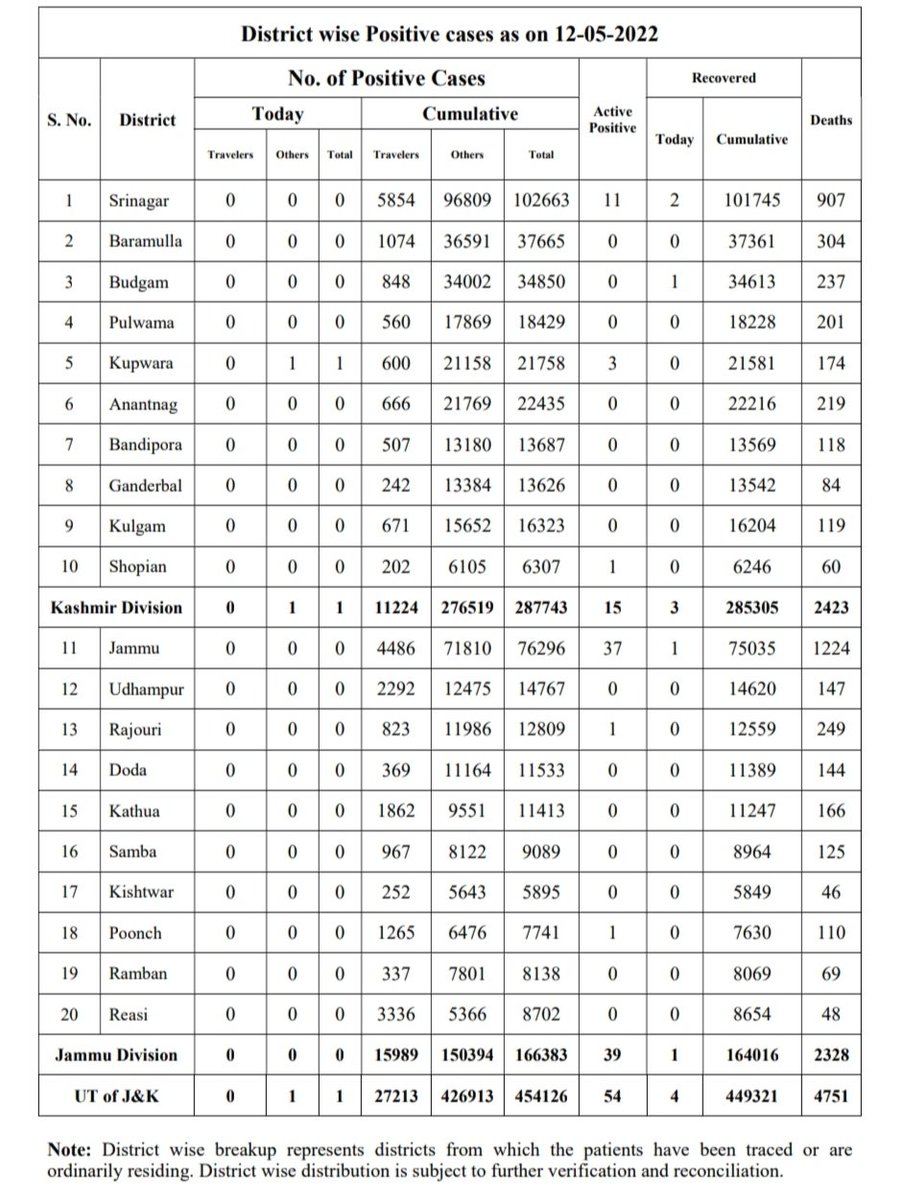 District wise Positive cases as on 12-05-2022
S. No. District No. of Positive Cases Active Positive Recovered Deaths
Today Cumulative Today Cumulative
Travelers Others Total Travelers Others Total
1 Srinagar 0 0 0 5854 96809 102663 11 2 101745 907
2 Baramulla 0 0 0 1074 36591 37665 0 0 37361 304
3 Budgam 0 0 0 848 34002 34850 0 1 34613 237
4 Pulwama 0 0 0 560 17869 18429 0 0 18228 201
5 Kupwara 0 1 1 600 21158 21758 3 0 21581 174
6 Anantnag 0 0 0 666 21769 22435 0 0 22216 219
7 Bandipora 0 0 0 507 13180 13687 0 0 13569 118
8 Ganderbal 0 0 0 242 13384 13626 0 0 13542 84
9 Kulgam 0 0 0 671 15652 16323 0 0 16204 119
10 Shopian 0 0 0 202 6105 6307 1 0 6246 60
Kashmir Division 0 1 1 11224 276519 287743 15 3 285305 2423
11 Jammu 0 0 0 4486 71810 76296 37 1 75035 1224
12 Udhampur 0 0 0 2292 12475 14767 0 0 14620 147
13 Rajouri 0 0 0 823 11986 12809 1 0 12559 249
14 Doda 0 0 0 369 11164 11533 0 0 11389 144
15 Kathua 0 0 0 1862 9551 11413 0 0 11247 166
16 Samba 0 0 0 967 8122 9089 0 0 8964 125
17 Kishtwar 0 0 0 252 5643 5895 0 0 5849 46
18 Poonch 0 0 0 1265 6476 7741 1 0 7630 110
19 Ramban 0 0 0 337 7801 8138 0 0 8069 69
20 Reasi 0 0 0 3336 5366 8702 0 0 8654 48
Jammu Division 0 0 0 15989 150394 166383 39 1 164016 2328
UT of J&K 0 1 1 27213 426913 454126 54 4 449321 4751
Note: District wise breakup represents districts from which the patients have been traced or are
ordinarily residing. District wise distribution is subject to further verification and reconciliation.